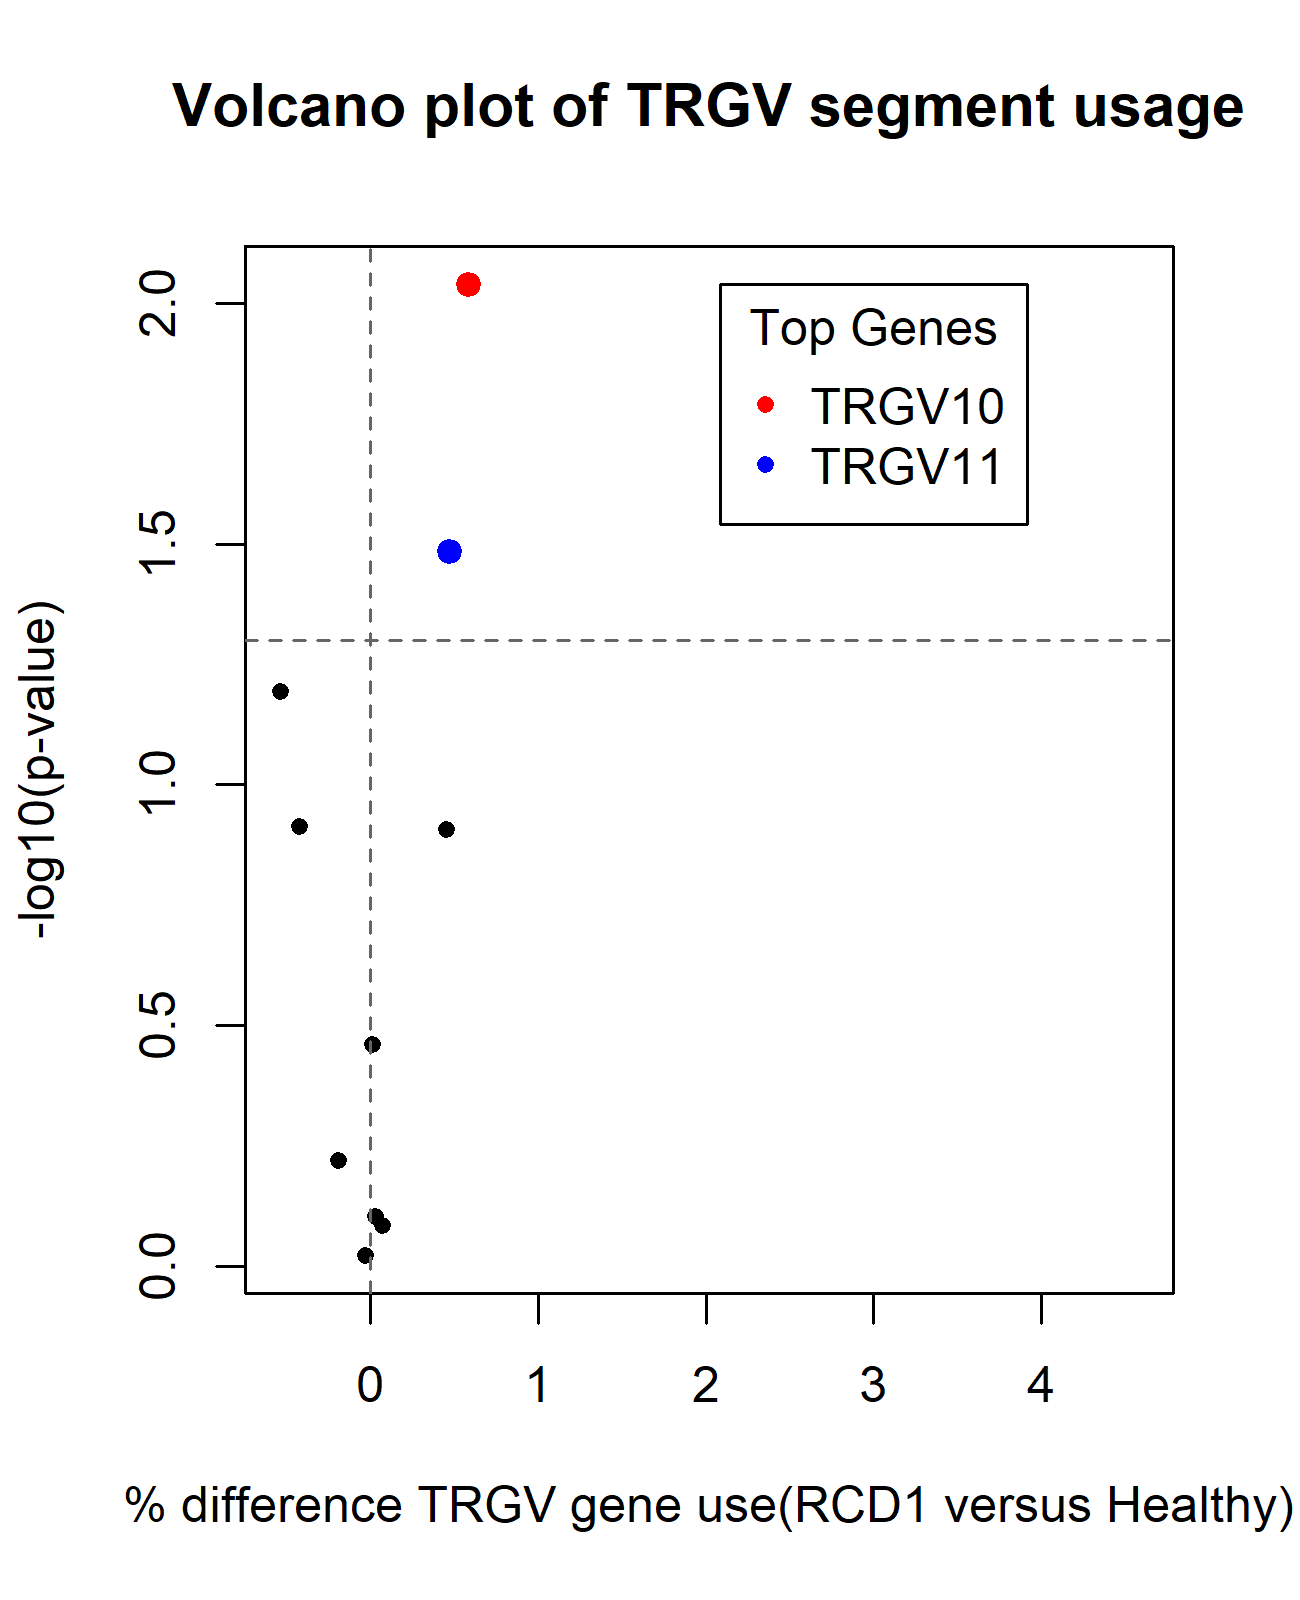 Volcano plot of TRGV segment usage
Top Genes
TRGV10
TRGV11
-log10(p-value)
2.0
1.5
1.0
0.5
0.0
0 1 2 3 4
% difference TRGV gene use(RCD1 versus Healthy)